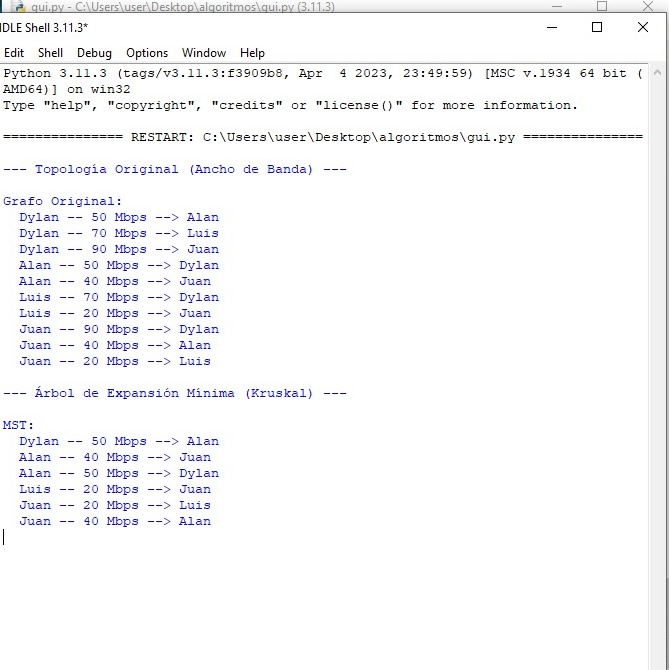 gui.py - C:\Users\user\Desktop\algoritmos\gui.py (3.11.3)
IDLE Shell 3.11.3*
Edit Shell Debug Options Window Help
Python 3.11.3 (tags/v3.11.3:f3909b8, Apr  4 2023, 23:49:59) [MSC v.1934 64 bit (
AMD64)] on win32
Type "help", "copyright", "credits" or "license()" for more information.
=============== RESTART: C:\Users\user\Desktop\algoritmos\gui.py ===============
--- Topología Original (Ancho de Banda) ---
Grafo Original:
Dylan -- 50 Mbps --> Alan
Dylan -- 70 Mbps --> Luis
Dylan -- 90 Mbps --> Juan
Alan -- 50 Mbps --> Dylan
Alan -- 40 Mbps --> Juan
Luis -- 70 Mbps --> Dylan
Luis -- 20 Mbps --> Juan
Juan -- 90 Mbps --> Dylan
Juan -- 40 Mbps --> Alan
Juan -- 20 Mbps --> Luis
--- Árbol de Expansión Mínima (Kruskal) ---
MST:
Dylan -- 50 Mbps --> Alan
Alan -- 40 Mbps --> Juan
Alan -- 50 Mbps --> Dylan
Luis -- 20 Mbps --> Juan
Juan -- 20 Mbps --> Luis
Juan -- 40 Mbps --> Alan